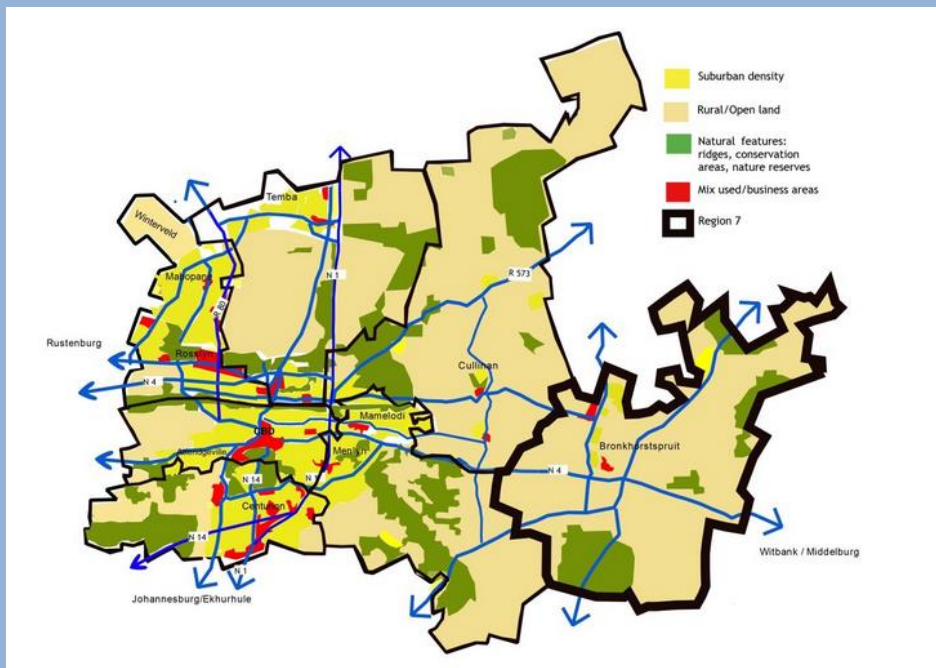 Suburban density
Rural/Open land
Natural features:
ridges, conservation
areas, nature reserves
Mix used/business areas
Region 7
Temba
Winterveld
Mabopane
N 1
R 573
R 80
Rustenburg
Rosslyn
Cullinan
N 4
Mamelodi
CBD
Atteridgeville
Menlyn
Bronkhorstspruit
N 4
N 14
N 1
Centurion
N 14
N 1
Witbank / Middelburg
Johannesburg/Ekhurhule